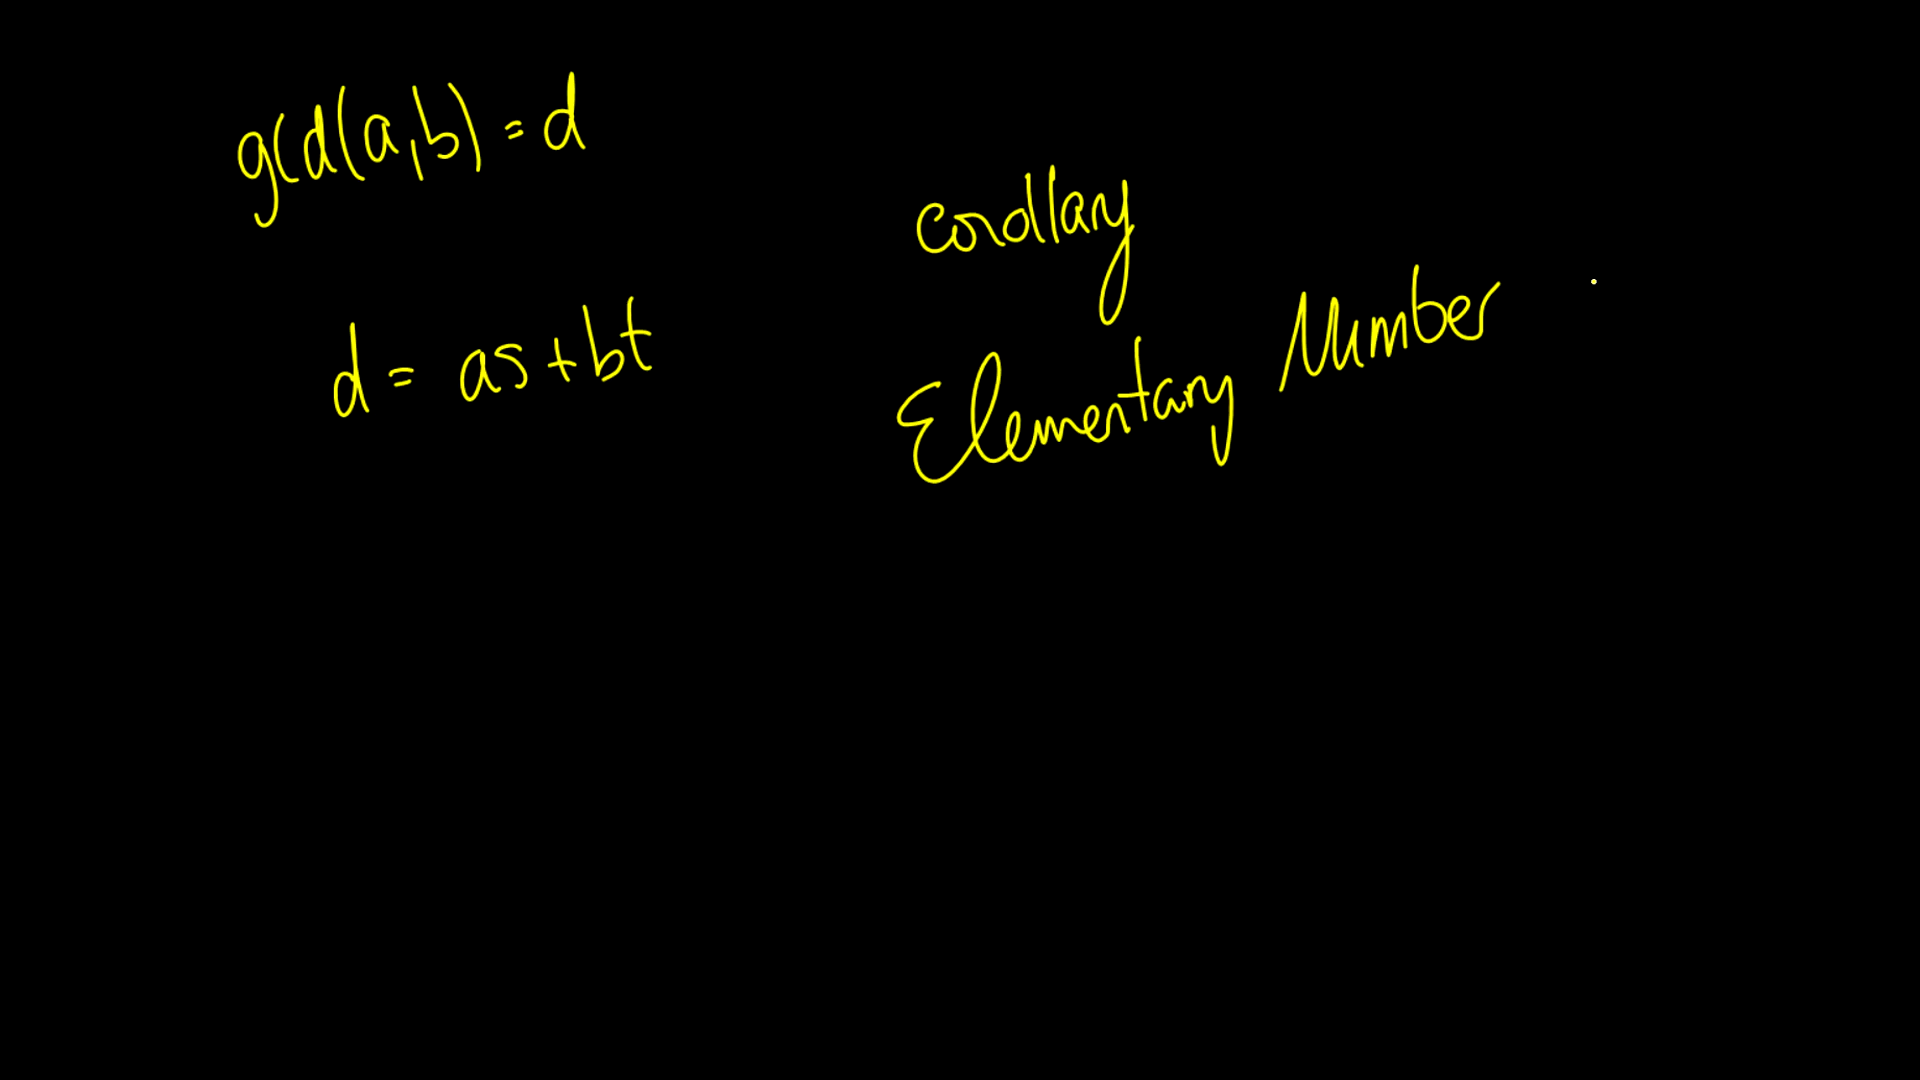 gcd(a,b) = d
d = as + bt
corollary
Elementary Number